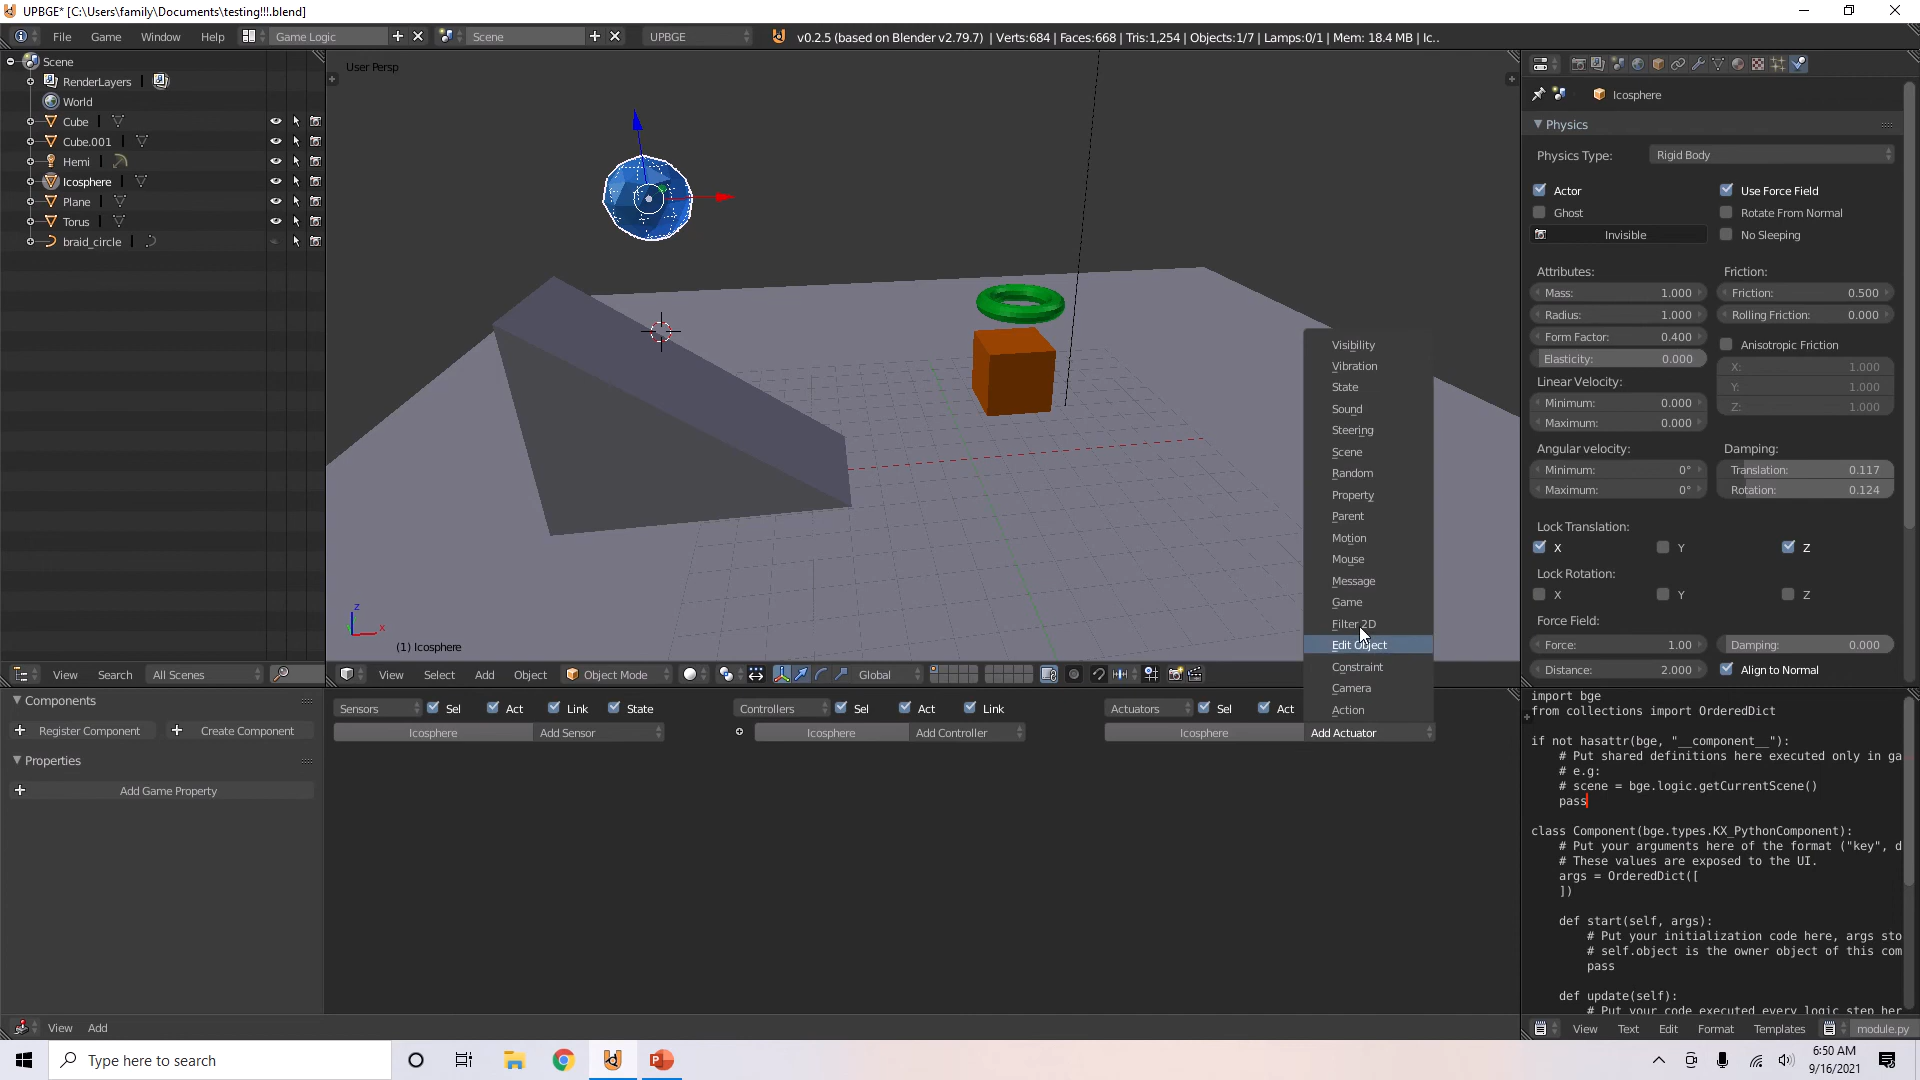 UPBGE* [C:\Users\family\Documents\testing!!!.blend]
File Game Window Help Game Logic Scene UPBGE v0.2.5 (based on Blender v2.79.7) | Verts:684 | Faces:668 | Tris:1,254 | Objects:1/7 | Lamps:0/1 | Mem: 18.4 MB | Ic..
Scene
RenderLayers
World
Cube
Cube.001
Hemi
Icosphere
Plane
Torus
braid_circle
View Search All Scenes
User Persp
z
x
(1) Icosphere
View Select Add Object Object Mode Global
Visibility
Vibration
State
Sound
Steering
Scene
Random
Property
Parent
Motion
Mouse
Message
Game
Filter 2D
Edit Object
Constraint
Camera
Action
Icosphere
Physics
Physics Type: Rigid Body
Actor Use Force Field
Ghost Rotate From Normal
Invisible No Sleeping
Attributes: Friction:
Mass: 1.000 Friction: 0.500
Radius: 1.000 Rolling Friction: 0.000
Form Factor: 0.400 Anisotropic Friction
Elasticity: 0.000 X: 1.000
Linear Velocity: Y: 1.000
Minimum: 0.000 Z: 1.000
Maximum: 0.000
Angular velocity: Damping:
Minimum: 0° Translation: 0.117
Maximum: 0° Rotation: 0.124
Lock Translation:
X Y Z
Lock Rotation:
X Y Z
Force Field:
Force: 1.00 Damping: 0.000
Distance: 2.000 Align to Normal
Components
Register Component Create Component
Properties
Add Game Property
View Add
Sensors Sel Act Link State Controllers Sel Act Link Actuators Sel Act
Icosphere Add Sensor Icosphere Add Controller Icosphere Add Actuator
import bge
from collections import OrderedDict
if not hasattr(bge, "__component__"):
# Put shared definitions here executed only in ga
# e.g:
# scene = bge.logic.getCurrentScene()
pass
class Component(bge.types.KX_PythonComponent):
# Put your arguments here of the format ("key", d
# These values are exposed to the UI.
args = OrderedDict([
])
def start(self, args):
# Put your initialization code here, args sto
# self.object is the owner object of this com
pass
def update(self):
# Put your code executed every logic step her
View Text Edit Format Templates module.py
Type here to search
6:50 AM
9/16/2021